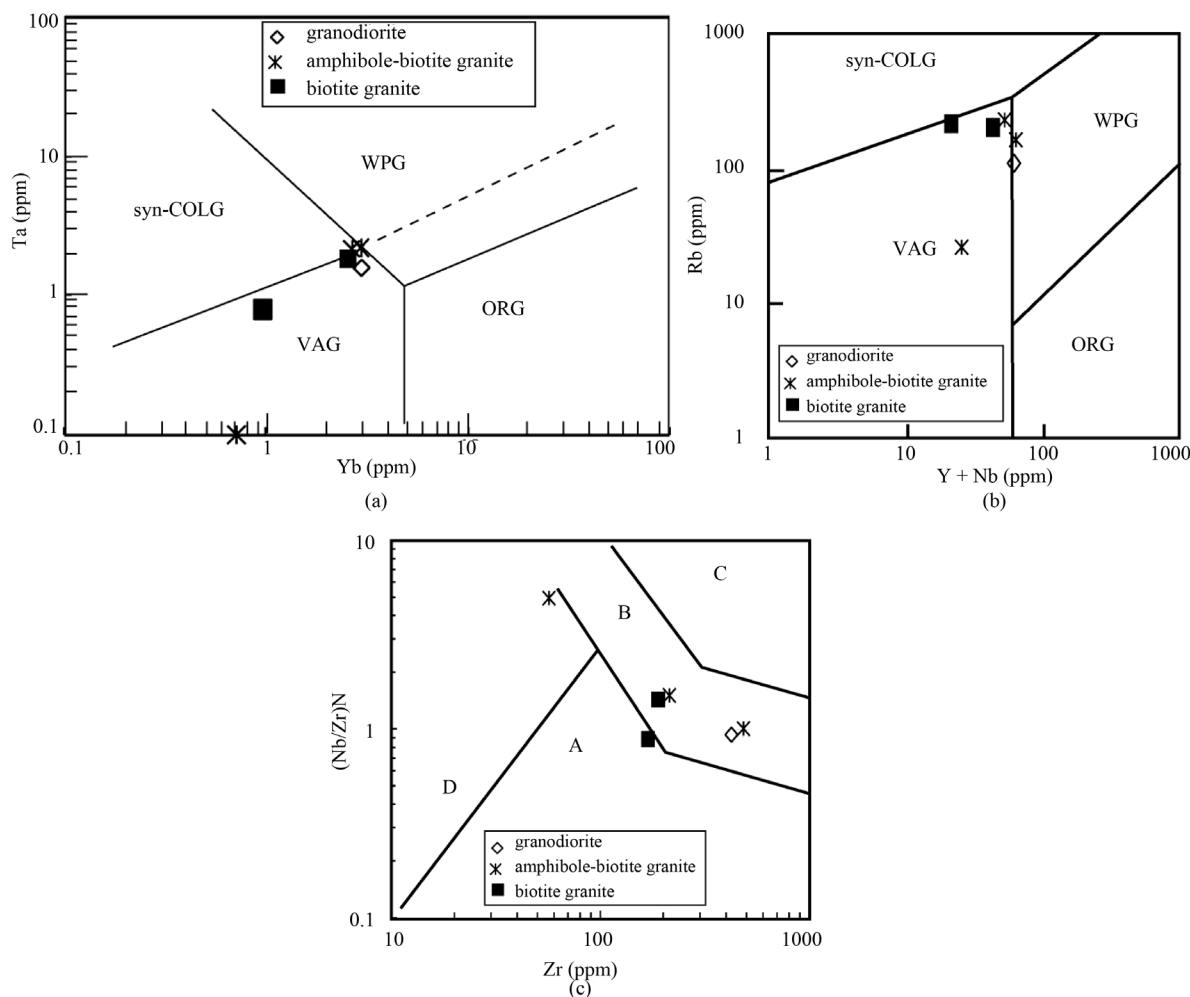 100
granodiorite
amphibole-biotite granite
biotite granite
10
WPG
syn-COLG
Ta (ppm)
1
ORG
VAG
0.1
0.1
1
10
100
Yb (ppm)
(a)
1000
syn-COLG
WPG
100
Rb (ppm)
VAG
10
granodiorite
amphibole-biotite granite
biotite granite
ORG
1
1
10
100
1000
Y + Nb (ppm)
(b)
10
C
B
(Nb/Zr)N
1
A
D
granodiorite
amphibole-biotite granite
biotite granite
0.1
10
100
1000
Zr (ppm)
(c)